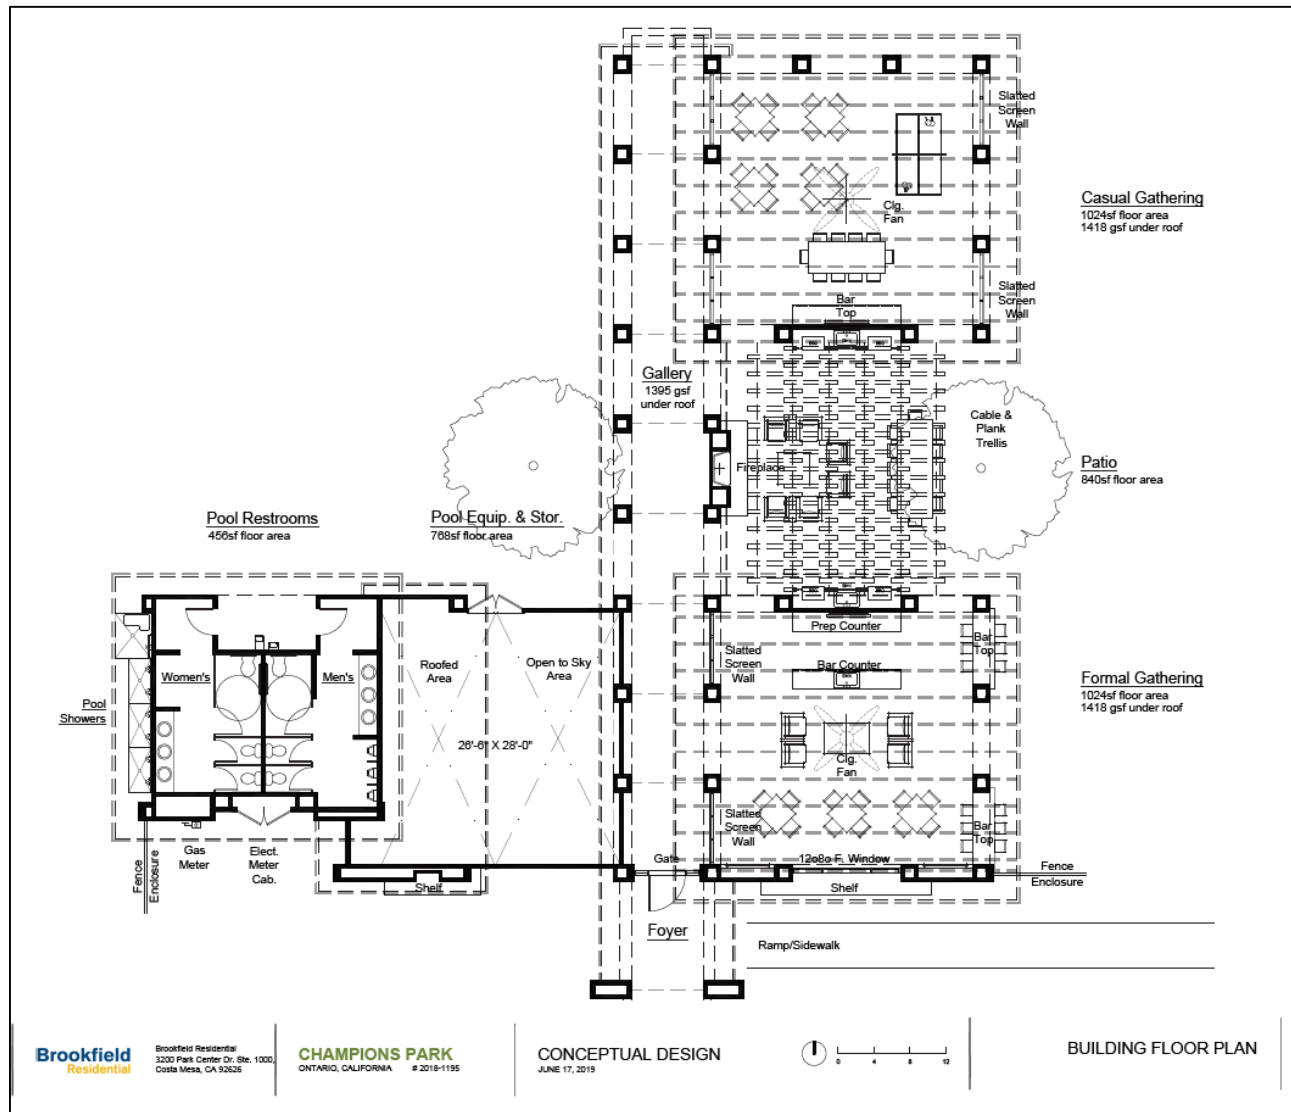 Slatted
Screen
Wall
Clg.
Fan
Casual Gathering
1024sf floor area
1418 gsf under roof
Slatted
Screen
Wall
Bar
Top
Gallery
1395 gsf
under roof
Cable &
Plank
Trellis
Fireplace
Patio
840sf floor area
Pool Restrooms
456sf floor area
Pool Equip. & Stor.
768sf floor area
Prep Counter
Bar
Top
Slatted
Screen
Wall
Bar Counter
Women's
Men's
Roofed
Area
Open to Sky
Area
Formal Gathering
1024sf floor area
1418 gsf under roof
Pool
Showers
26'-6" X 28'-0"
Clg.
Fan
Slatted
Screen
Wall
Bar
Top
Gas
Meter
Elect.
Meter
Cab.
Fence
Enclosure
Gate
12o8o F. Window
Fence
Enclosure
Shelf
Shelf
Foyer
Ramp/Sidewalk
Brookfield
Residential
Brookfield Residential
3200 Park Center Dr. Ste. 1000,
Costa Mesa, CA 92626
CHAMPIONS PARK
ONTARIO, CALIFORNIA # 2018-1195
CONCEPTUAL DESIGN
JUNE 17, 2019
0 4 8 12
BUILDING FLOOR PLAN